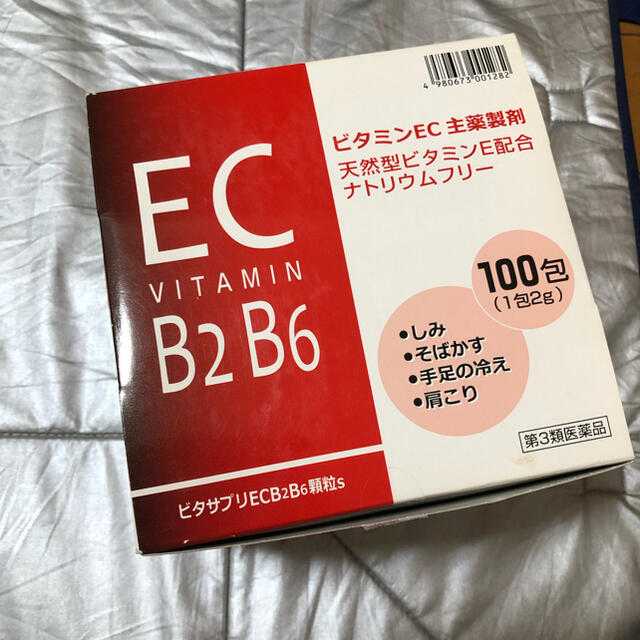 4 980673 001282
EC
VITAMIN
B2 B6
ビタミンEC 主薬製剤
天然型ビタミンE配合
ナトリウムフリー
100包
(1包2g)
•しみ
•そばかす
•手足の冷え
•肩こり
第3類医薬品
ビタサプリECB2B6顆粒s